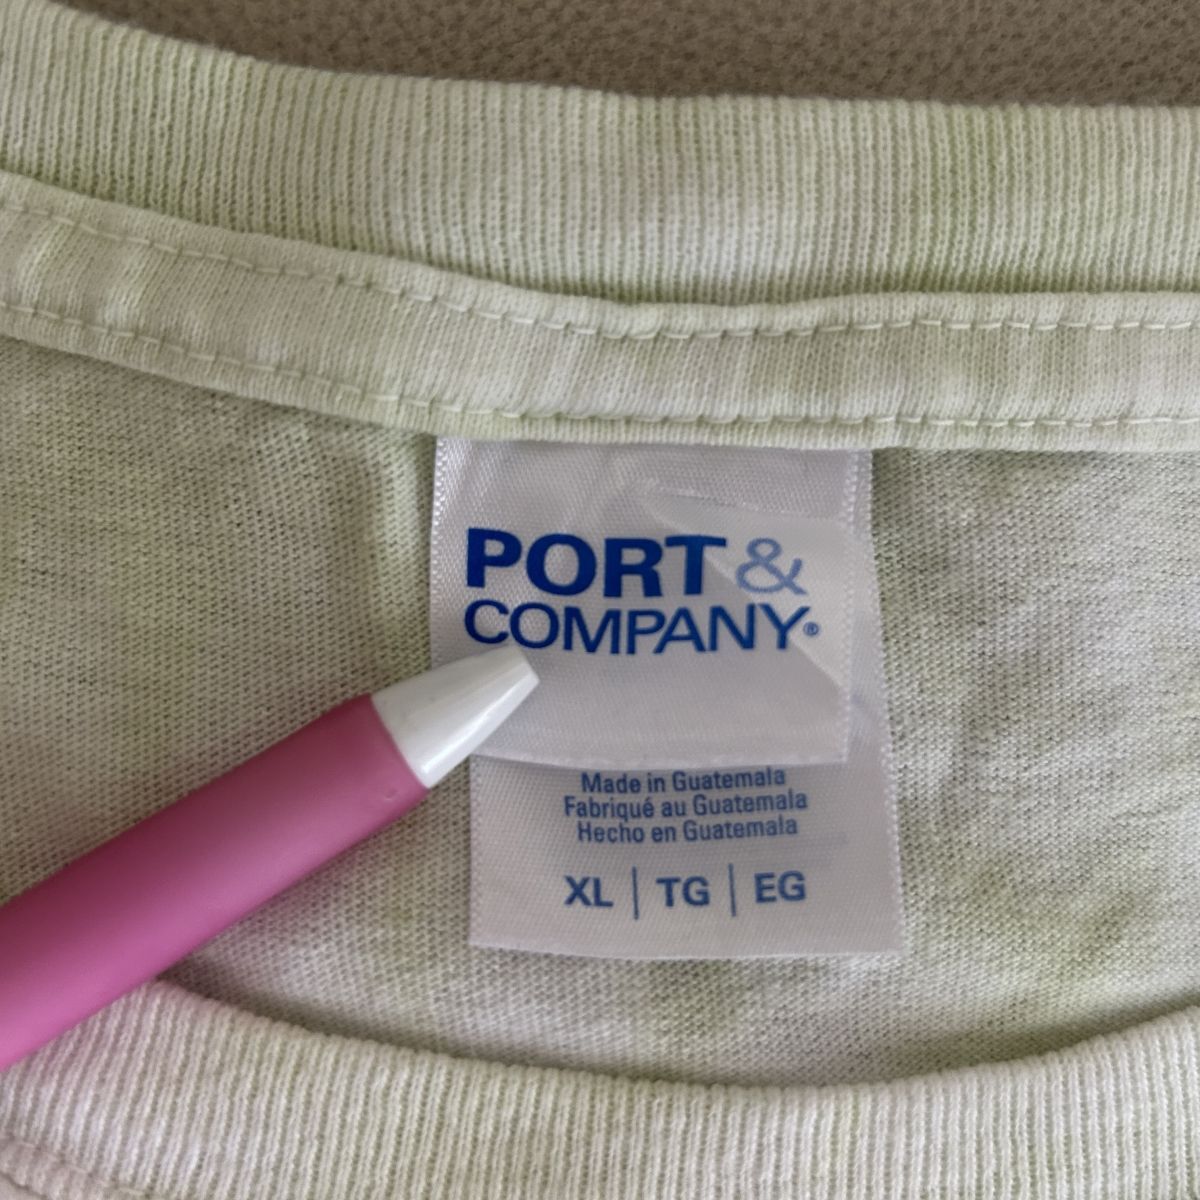 PORT &
COMPANY®
Made in Guatemala
Fabriqué au Guatemala
Hecho en Guatemala
XL | TG | EG